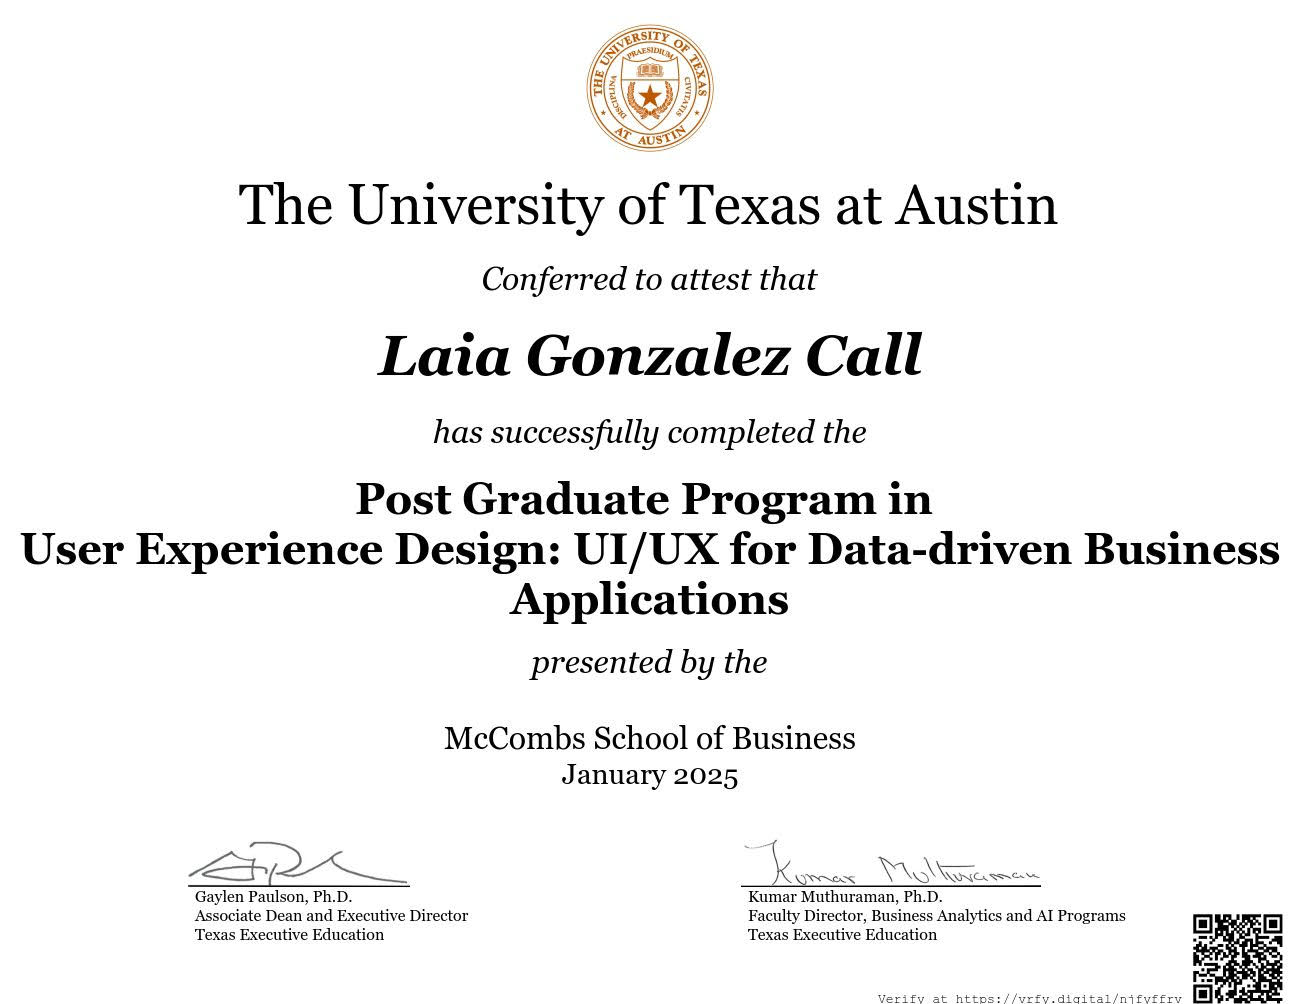 THE UNIVERSITY OF TEXAS
AT AUSTIN
PRAESIDIUM
DISCIPLINA
CIVITATIS
The University of Texas at Austin
Conferred to attest that
Laia Gonzalez Call
has successfully completed the
Post Graduate Program in
User Experience Design: UI/UX for Data-driven Business
Applications
presented by the
McCombs School of Business
January 2025
Kumar Muthuraman
Gaylen Paulson, Ph.D.
Associate Dean and Executive Director
Texas Executive Education
Kumar Muthuraman, Ph.D.
Faculty Director, Business Analytics and AI Programs
Texas Executive Education
Verify at https://vrfy.digital/njfyffrv